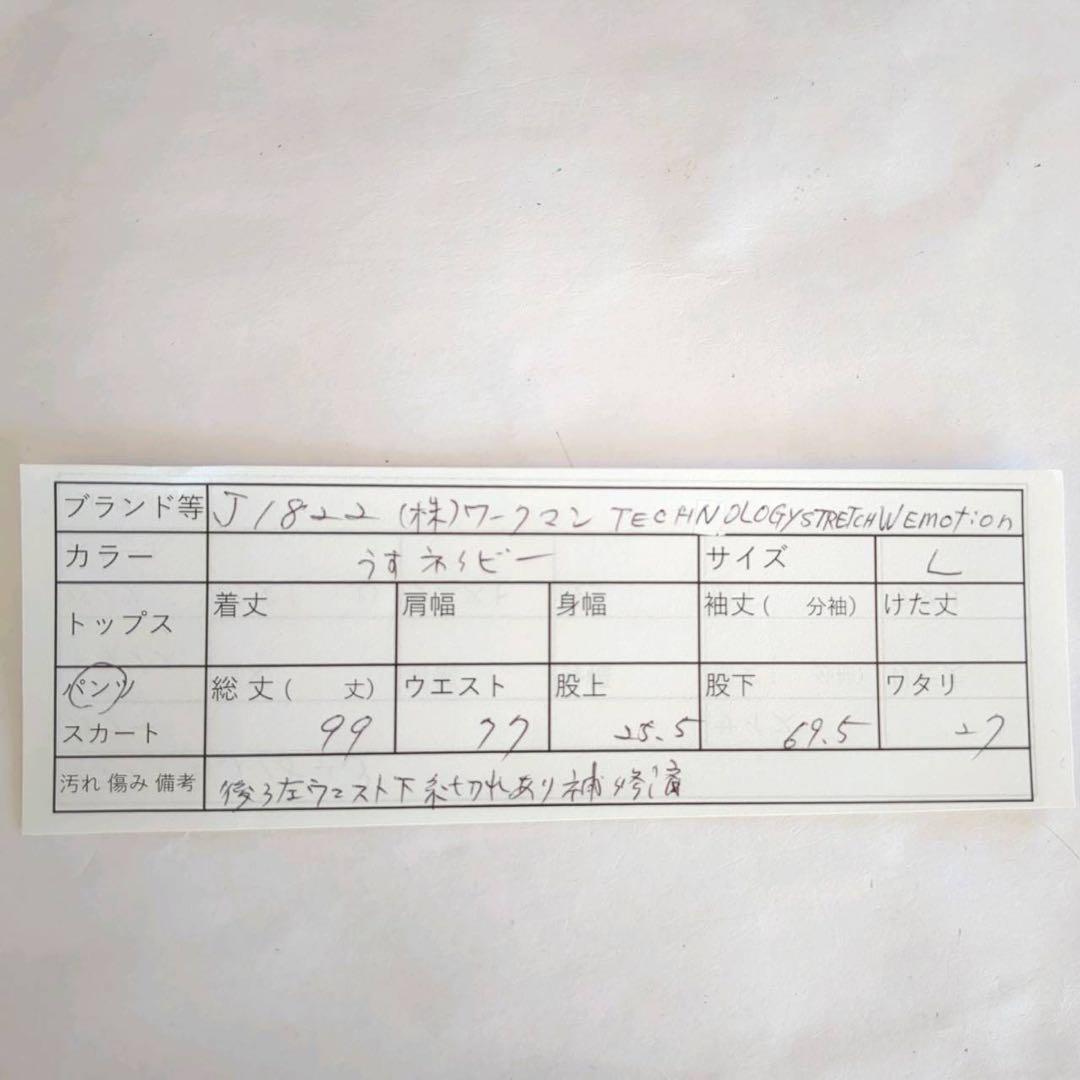 ブランド等 J1822 (株)ワークマン TECHNOLOGYSTRETCHWEmotion
カラー うすネイビー サイズ L
トップス 着丈 肩幅 身幅 袖丈( 分袖) けた丈
パンツ 総丈( 丈) ウエスト 股上 股下 ワタリ
スカート 99 77 25.5 69.5 27
汚れ 傷み 備考 後ろ左ウエスト下糸切れあり補修済